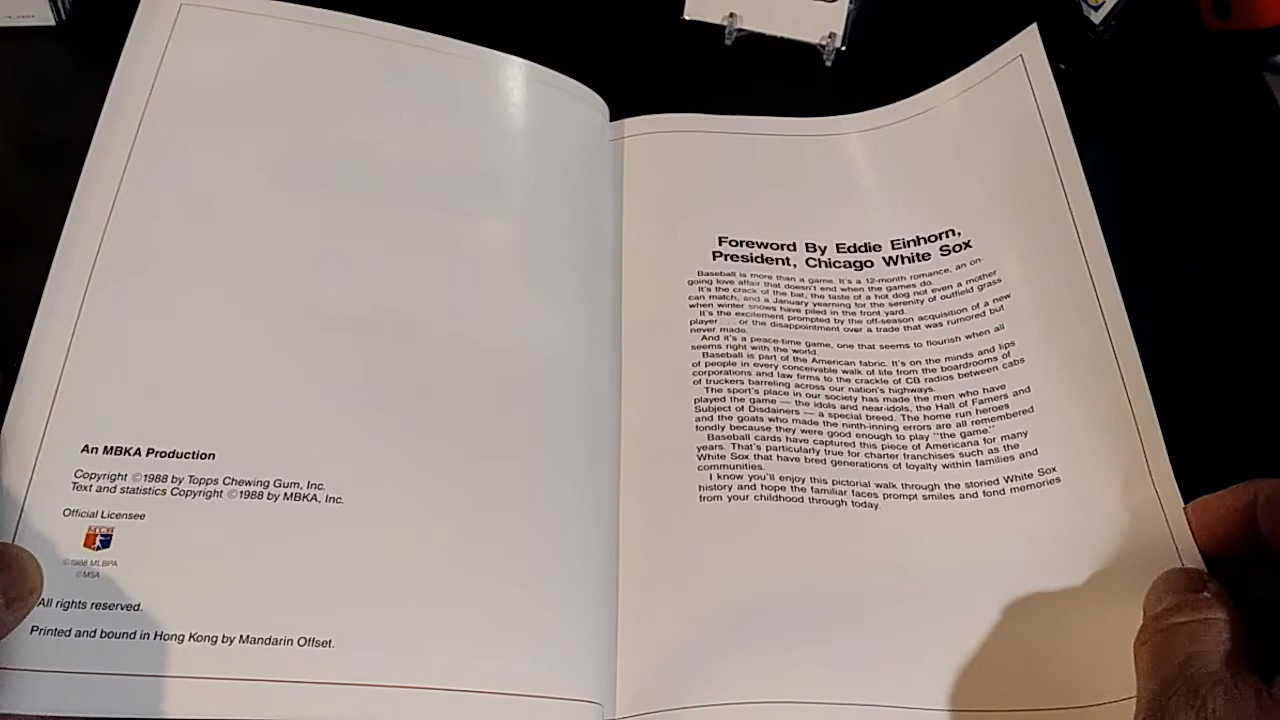 An MBKA Production
Copyright ©1988 by Topps Chewing Gum, Inc.
Text and statistics Copyright ©1988 by MBKA, Inc.
Official Licensee
©1988 MLBPA
©MSA
All rights reserved.
Printed and bound in Hong Kong by Mandarin Offset.
Foreword By Eddie Einhorn,
President, Chicago White Sox
Baseball is more than a game. It's a 12-month romance, an on-
going love affair that doesn't end when the games do.
It's the crack of the bat, the taste of a hot dog not even a mother
can match, and a January yearning for the serenity of outfield grass
when winter snows have piled in the front yard.
It's the excitement prompted by the off-season acquisition of a new
player . . . or the disappointment over a trade that was rumored but
never made.
And it's a peace-time game, one that seems to flourish when all
seems right with the world.
Baseball is part of the American fabric. It's on the minds and lips
of people in every conceivable walk of life from the boardrooms of
corporations and law firms to the crackle of CB radios between cabs
of truckers barreling across our nation's highways.
The sport's place in our society has made the men who have
played the game — the idols and near-idols, the Hall of Famers and
Subject of Disdainers — a special breed. The home run heroes
and the goats who made the ninth-inning errors are all remembered
fondly because they were good enough to play "the game."
Baseball cards have captured this piece of Americana for many
years. That's particularly true for charter franchises such as the
White Sox that have bred generations of loyalty within families and
communities.
I know you'll enjoy this pictorial walk through the storied White Sox
history and hope the familiar faces prompt smiles and fond memories
from your childhood through today.